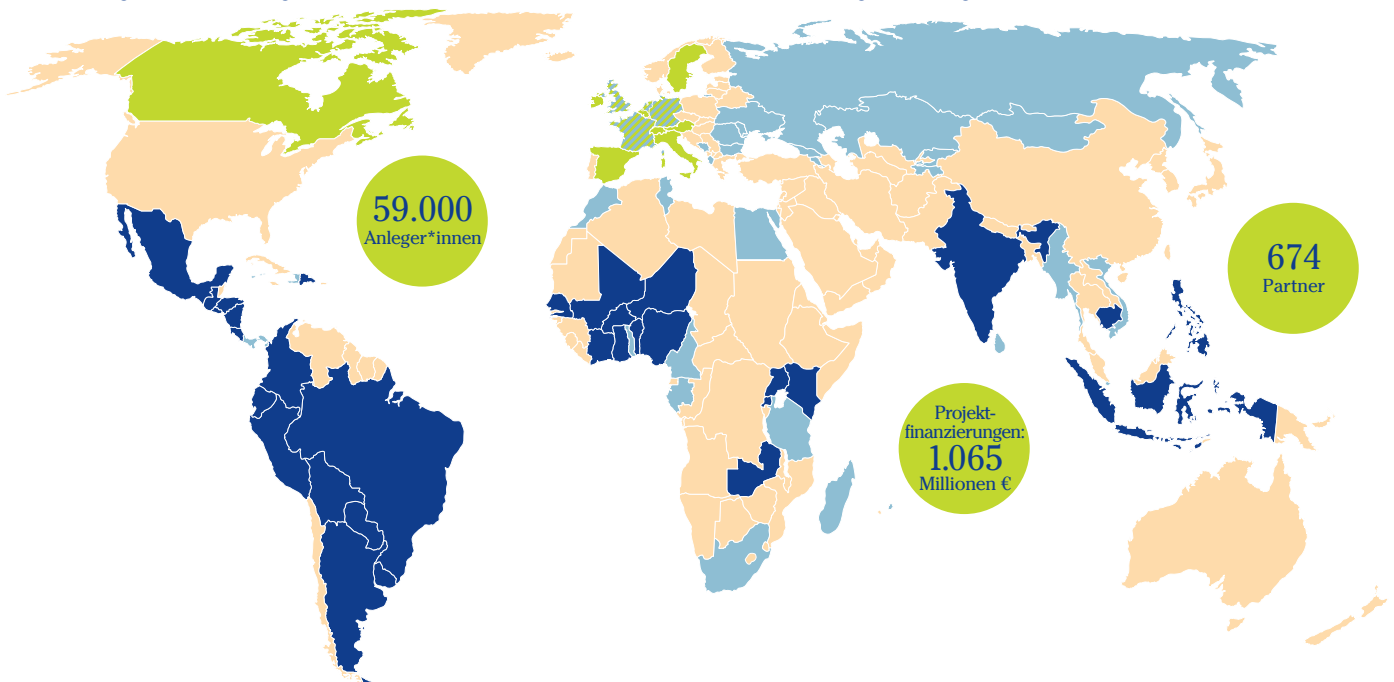 59.000
Anleger*innen
674
Partner
Projekt-
finanzierungen:
1.065
Millionen €